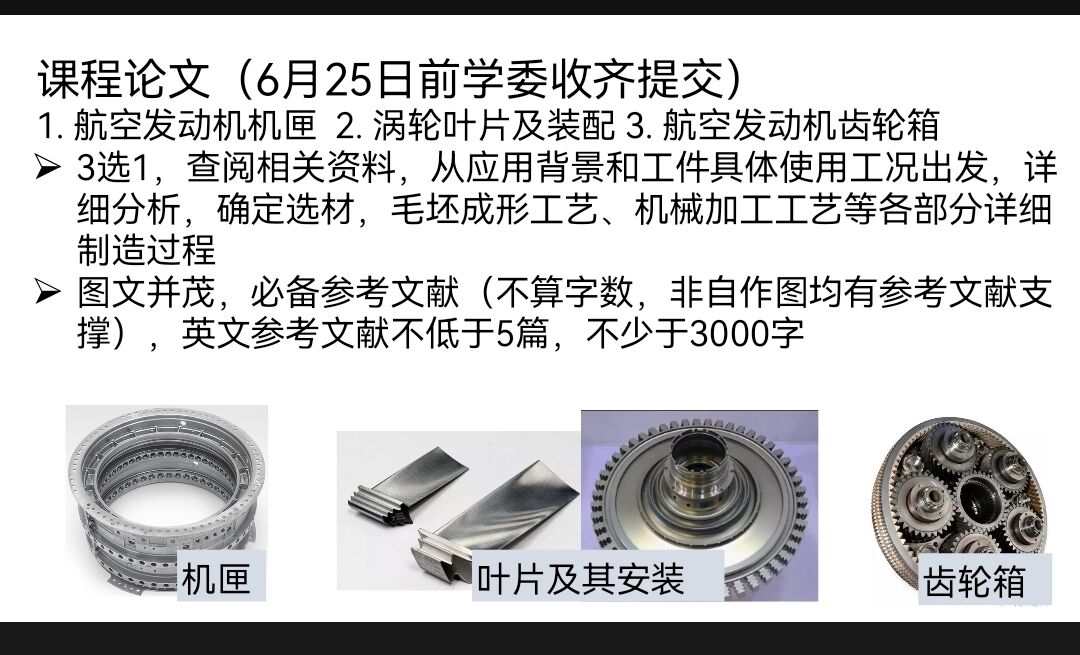 课程论文（6月25日前学委收齐提交）
1. 航空发动机机匣 2. 涡轮叶片及装配 3. 航空发动机齿轮箱
➢ 3选1，查阅相关资料，从应用背景和工件具体使用工况出发，详
细分析，确定选材，毛坯成形工艺、机械加工工艺等各部分详细
制造过程
➢ 图文并茂，必备参考文献（不算字数，非自作图均有参考文献支
撑），英文参考文献不低于5篇，不少于3000字
机匣
叶片及其安装
齿轮箱